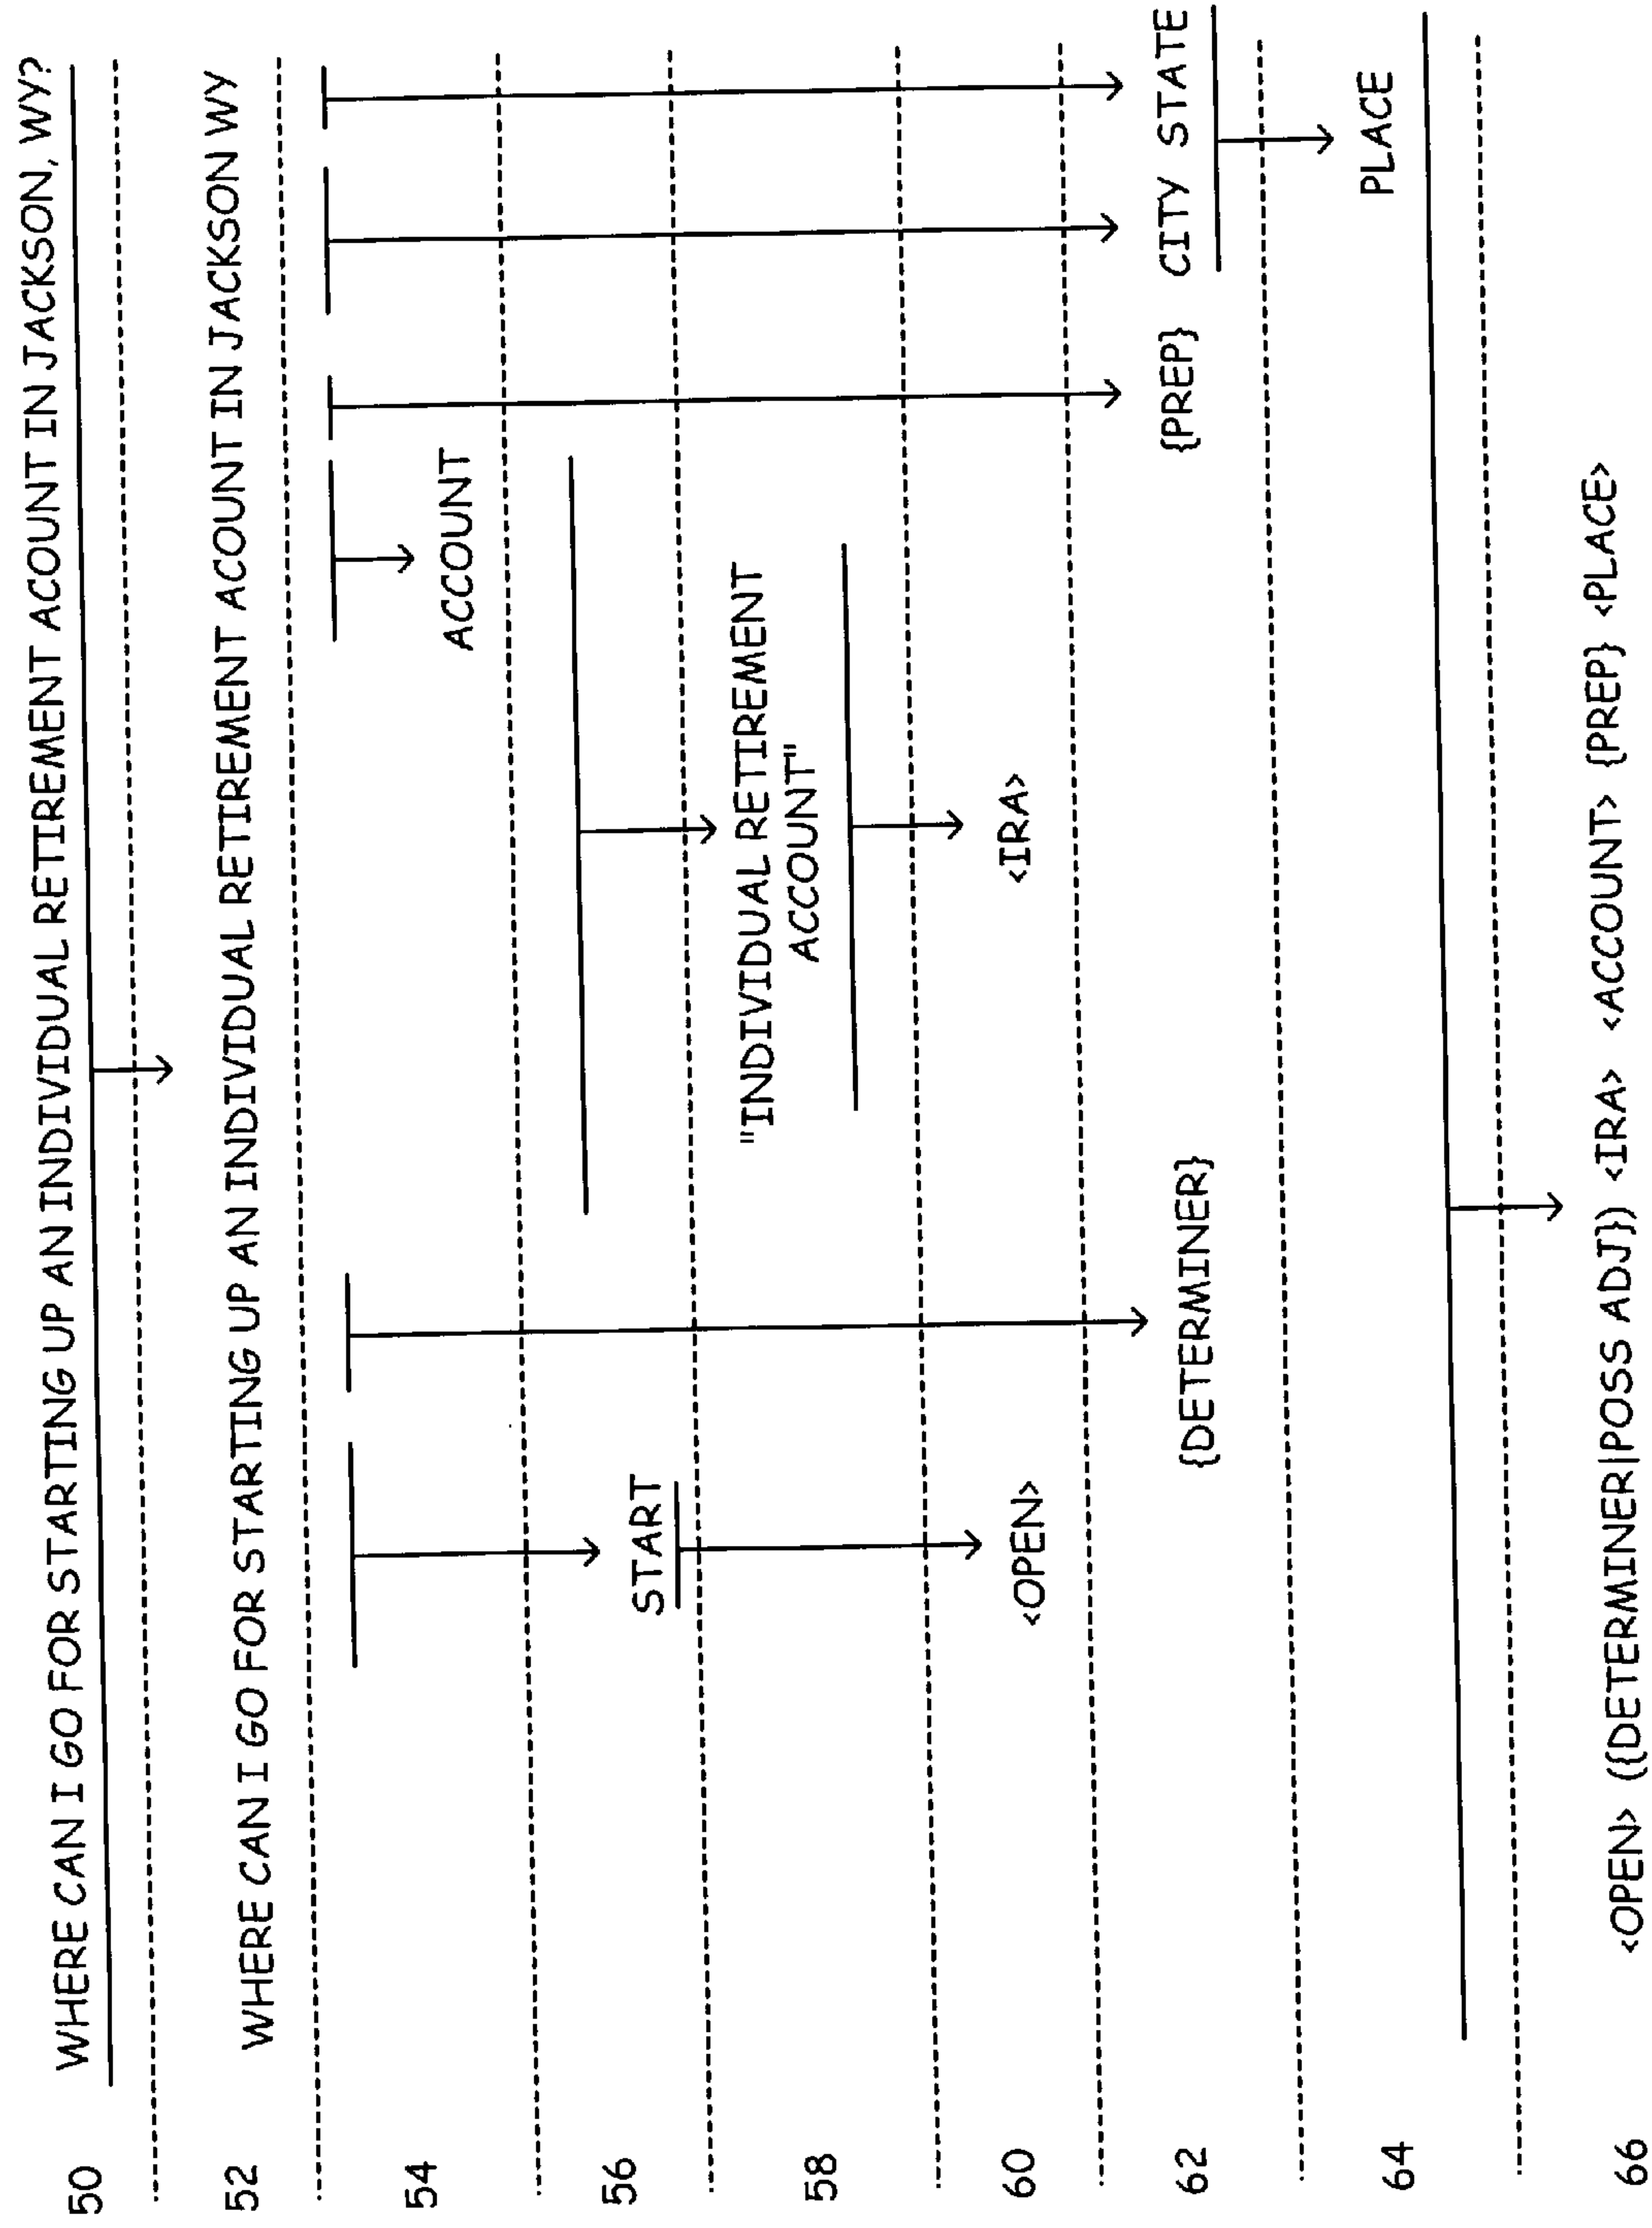 50 WHERE CAN I GO FOR STARTING UP AN INDIVIDUAL RETIREMENT ACOUNT IN JACKSON, WY?
52 WHERE CAN I GO FOR STARTING UP AN INDIVIDUAL RETIREMENT ACOUNT IN JACKSON WY
54 ACCOUNT
56 START
58 "INDIVIDUAL RETIREMENT
ACCOUNT"
60 <OPEN> <IRA>
62 {DETERMINER} {PREP} CITY STATE
64 PLACE
66 <OPEN> ({DETERMINER|POSS ADJ}) <IRA> <ACCOUNT> {PREP} <PLACE>